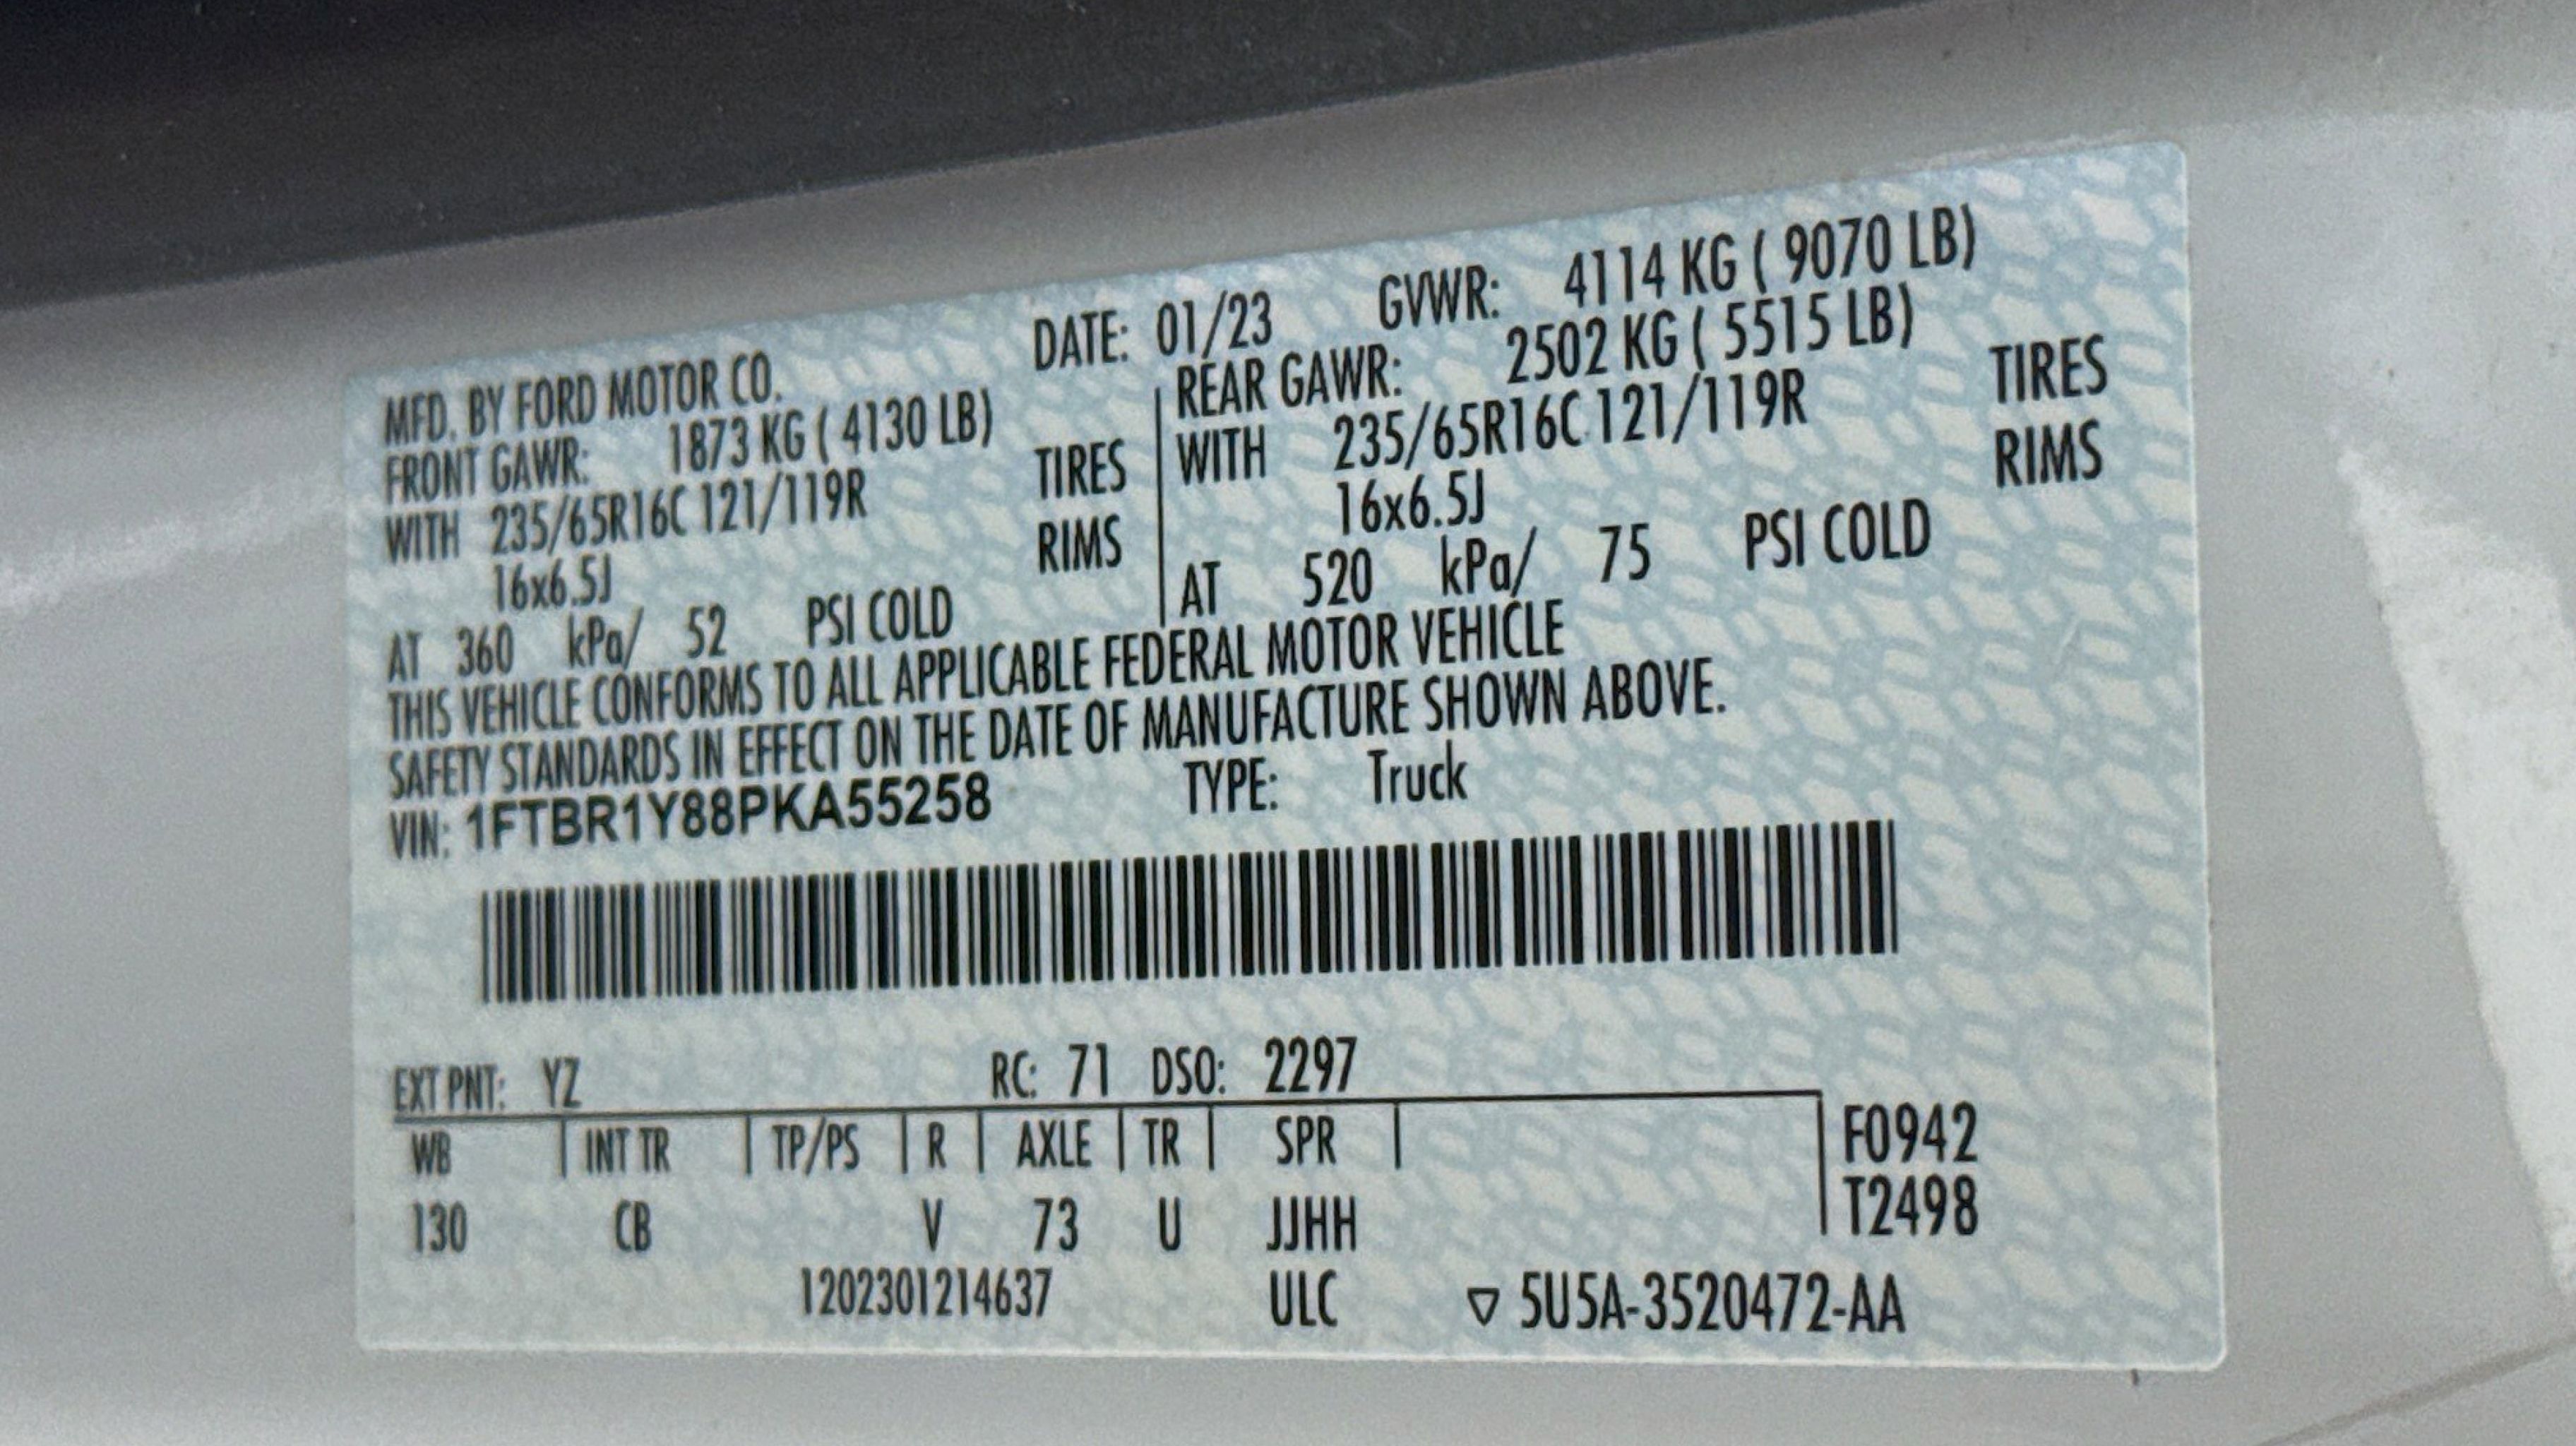 MFD. BY FORD MOTOR CO. DATE: 01/23 GVWR: 4114 KG ( 9070 LB)
FRONT GAWR: 1873 KG ( 4130 LB) REAR GAWR: 2502 KG ( 5515 LB)
WITH 235/65R16C 121/119R TIRES WITH 235/65R16C 121/119R TIRES
16x6.5J RIMS 16x6.5J RIMS
AT 360 kPa/ 52 PSI COLD AT 520 kPa/ 75 PSI COLD
THIS VEHICLE CONFORMS TO ALL APPLICABLE FEDERAL MOTOR VEHICLE
SAFETY STANDARDS IN EFFECT ON THE DATE OF MANUFACTURE SHOWN ABOVE.
VIN: 1FTBR1Y88PKA55258 TYPE: Truck
EXT PNT: YZ RC: 71 DSO: 2297
WB | INT TR | TP/PS | R | AXLE | TR | SPR | F0942
130 CB V 73 U JJHH T2498
1202301214637 ULC ▽ 5U5A-3520472-AA